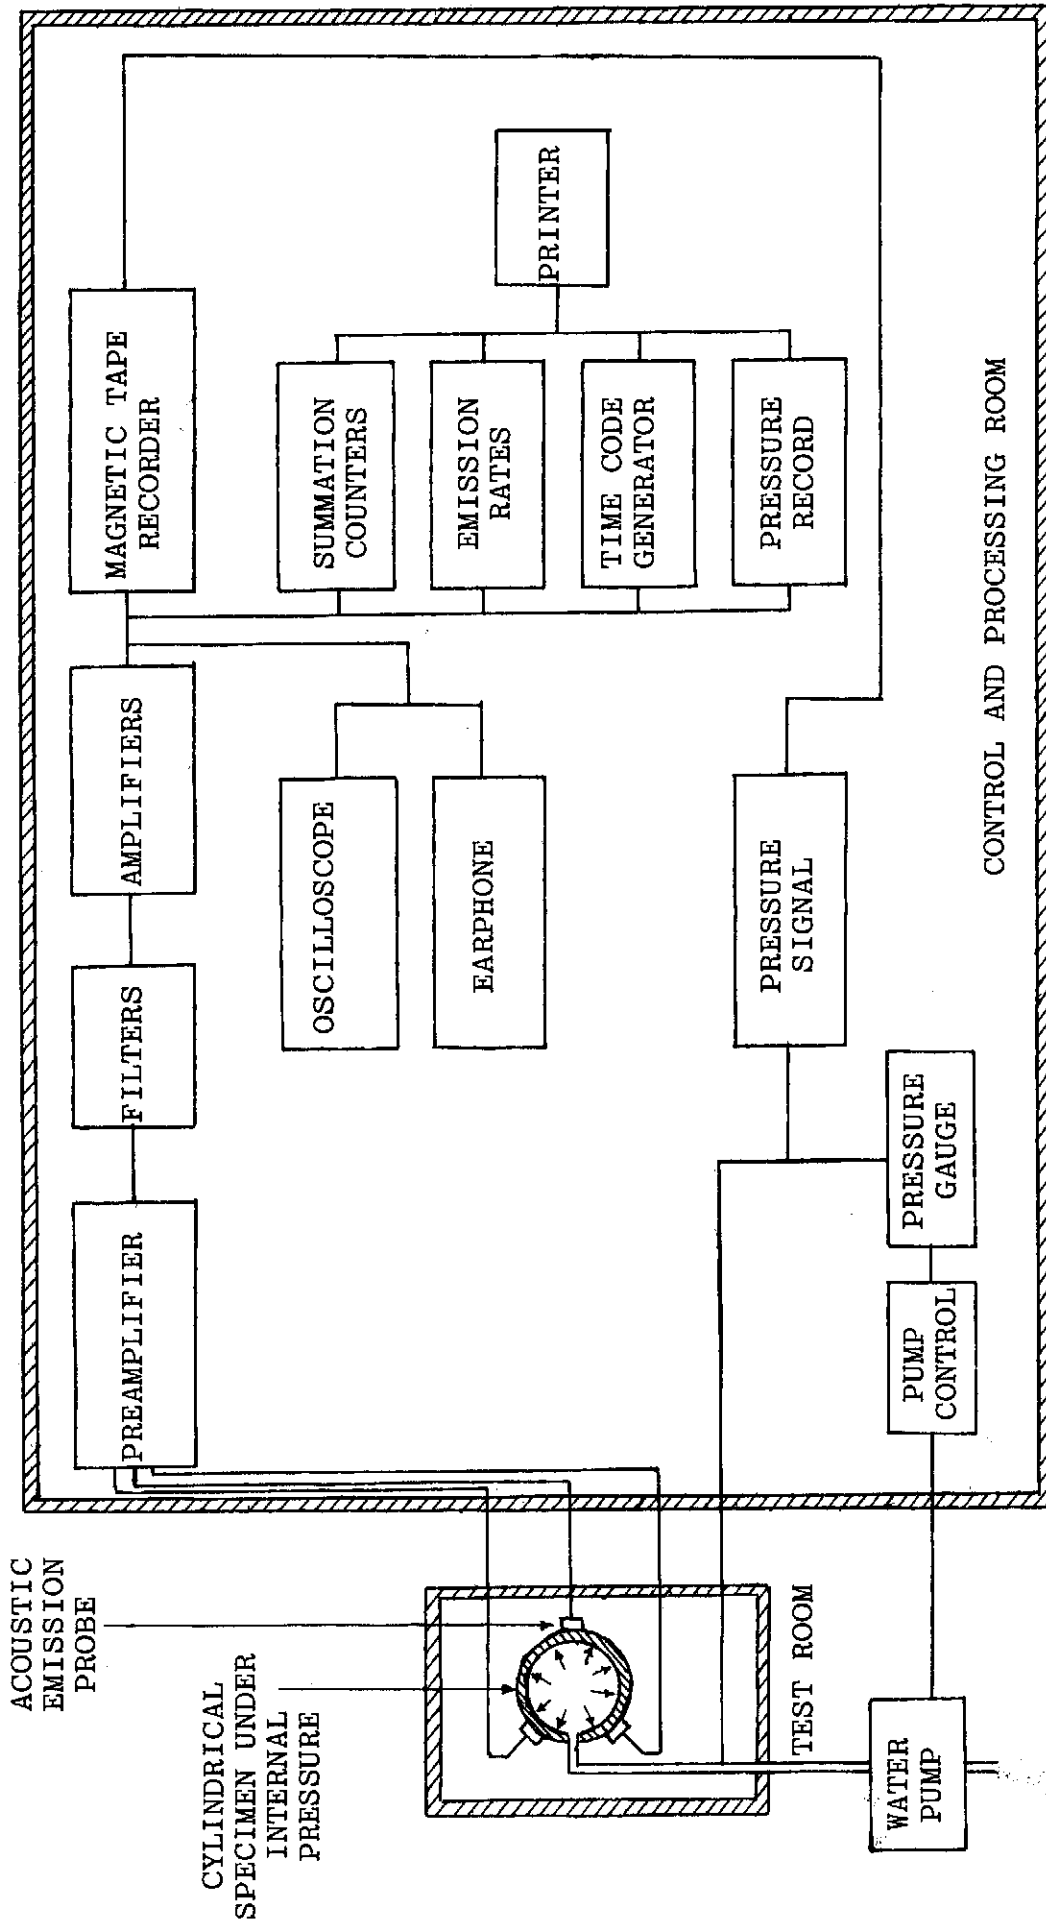 ACOUSTIC
EMISSION
PROBE
CYLINDRICAL
SPECIMEN UNDER
INTERNAL
PRESSURE
TEST ROOM
WATER
PUMP
PREAMPLIFIER
FILTERS
AMPLIFIERS
MAGNETIC TAPE
RECORDER
OSCILLOSCOPE
EARPHONE
SUMMATION
COUNTERS
EMISSION
RATES
TIME CODE
GENERATOR
PRESSURE
RECORD
PRINTER
PRESSURE
SIGNAL
PUMP
CONTROL
PRESSURE
GAUGE
CONTROL AND PROCESSING ROOM